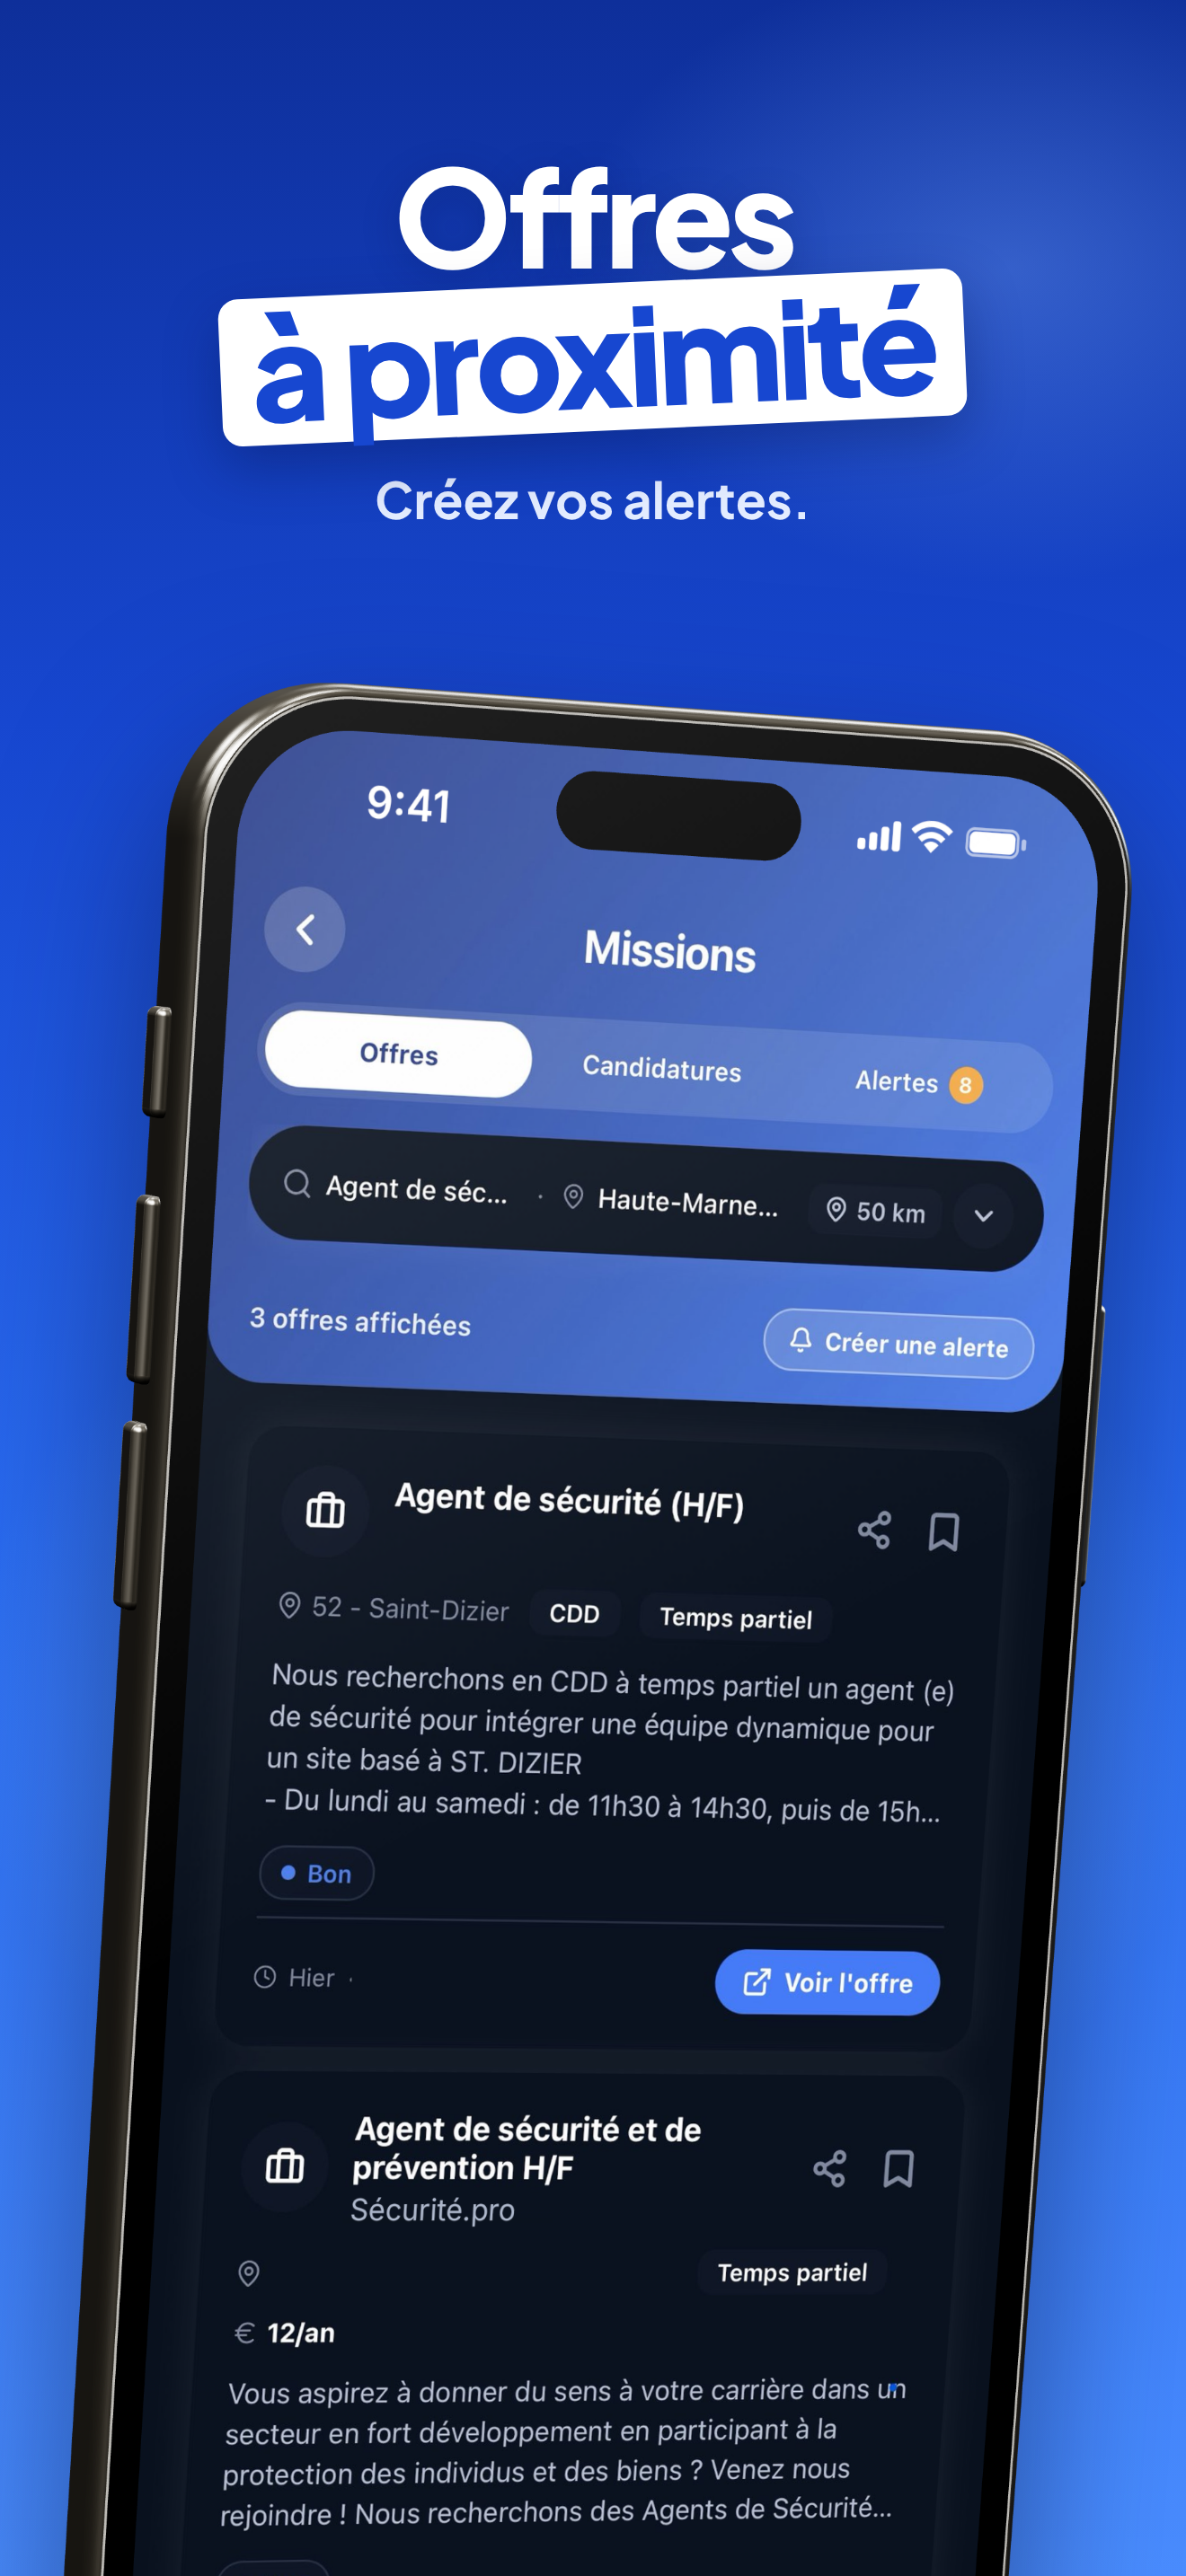 Offres
à proximité
Créez vos alertes.
9:41
Missions
Offres Candidatures Alertes 8
Agent de séc... · Haute-Marne... 50 km
3 offres affichées Créer une alerte
Agent de sécurité (H/F)
52 - Saint-Dizier CDD Temps partiel
Nous recherchons en CDD à temps partiel un agent (e)
de sécurité pour intégrer une équipe dynamique pour
un site basé à ST. DIZIER
- Du lundi au samedi : de 11h30 à 14h30, puis de 15h...
Bon
Hier · Voir l'offre
Agent de sécurité et de
prévention H/F
Sécurité.pro
Temps partiel
€ 12/an
Vous aspirez à donner du sens à votre carrière dans un
secteur en fort développement en participant à la
protection des individus et des biens ? Venez nous
rejoindre ! Nous recherchons des Agents de Sécurité...